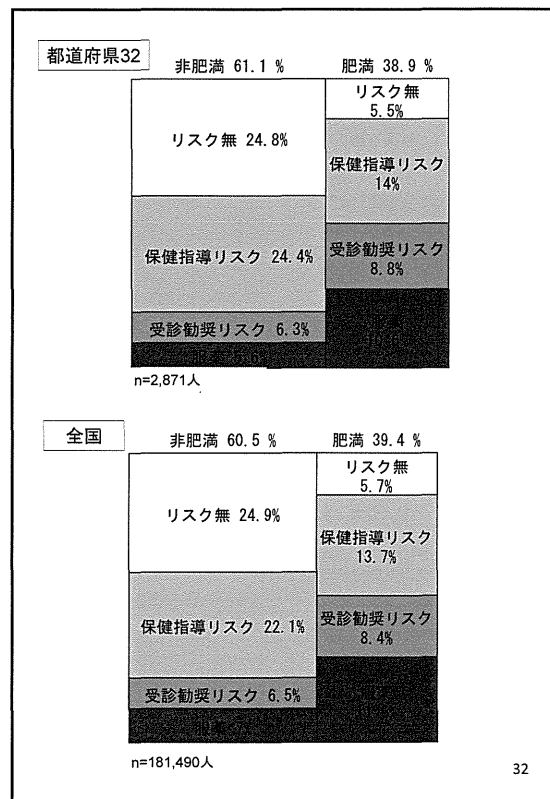 都道府県32
非肥満 61.1 %
肥満 38.9 %
リスク無 24.8%
保健指導リスク 24.4%
受診勧奨リスク 6.3%
服薬 5.6%
リスク無
5.5%
保健指導リスク
14%
受診勧奨リスク
8.8%
n=2,871人
全国
非肥満 60.5 %
肥満 39.4 %
リスク無 24.9%
保健指導リスク 22.1%
受診勧奨リスク 6.5%
リスク無
5.7%
保健指導リスク
13.7%
受診勧奨リスク
8.4%
n=181,490人
32